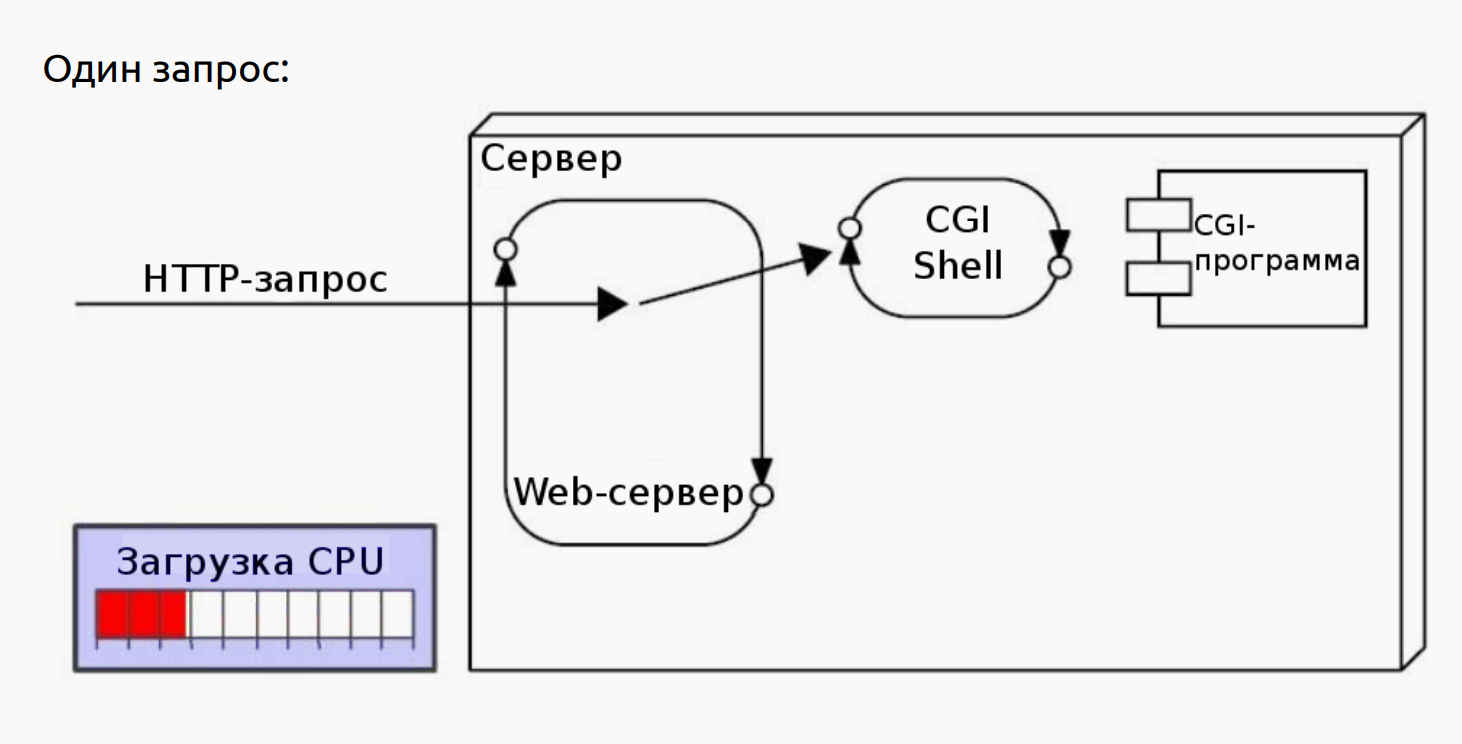 Один запрос:
Сервер
CGI
Shell
CGI-
программа
HTTP-запрос
Web-сервер
Загрузка CPU